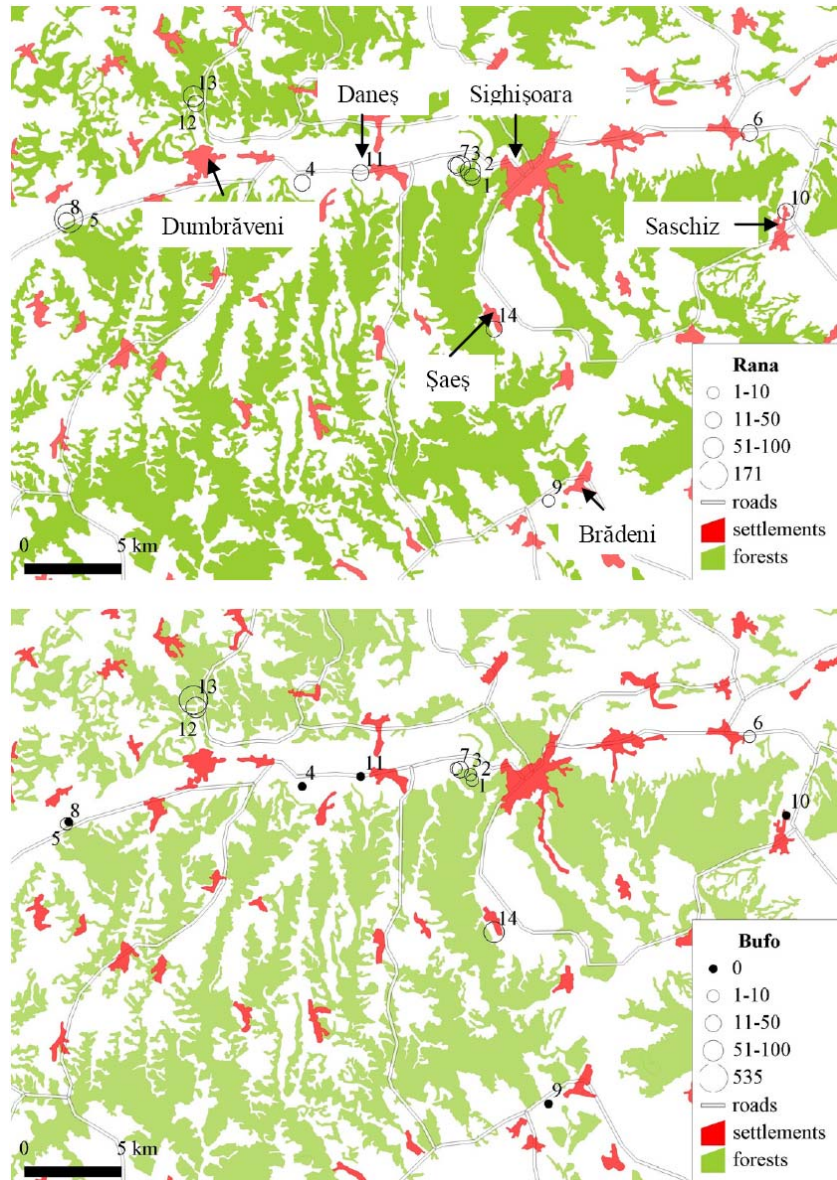 13
12
Daneș
Sighișoara
6
11
7 3
2
4
1
8
5
10
Dumbrăveni
Saschiz
14
Șaeș
Rana
1-10
11-50
51-100
171
roads
settlements
forests
9
Brădeni
0 5 km
13
12
6
11
7 3
2
4
1
8
5
10
14
Bufo
0
1-10
11-50
51-100
535
roads
settlements
forests
9
0 5 km